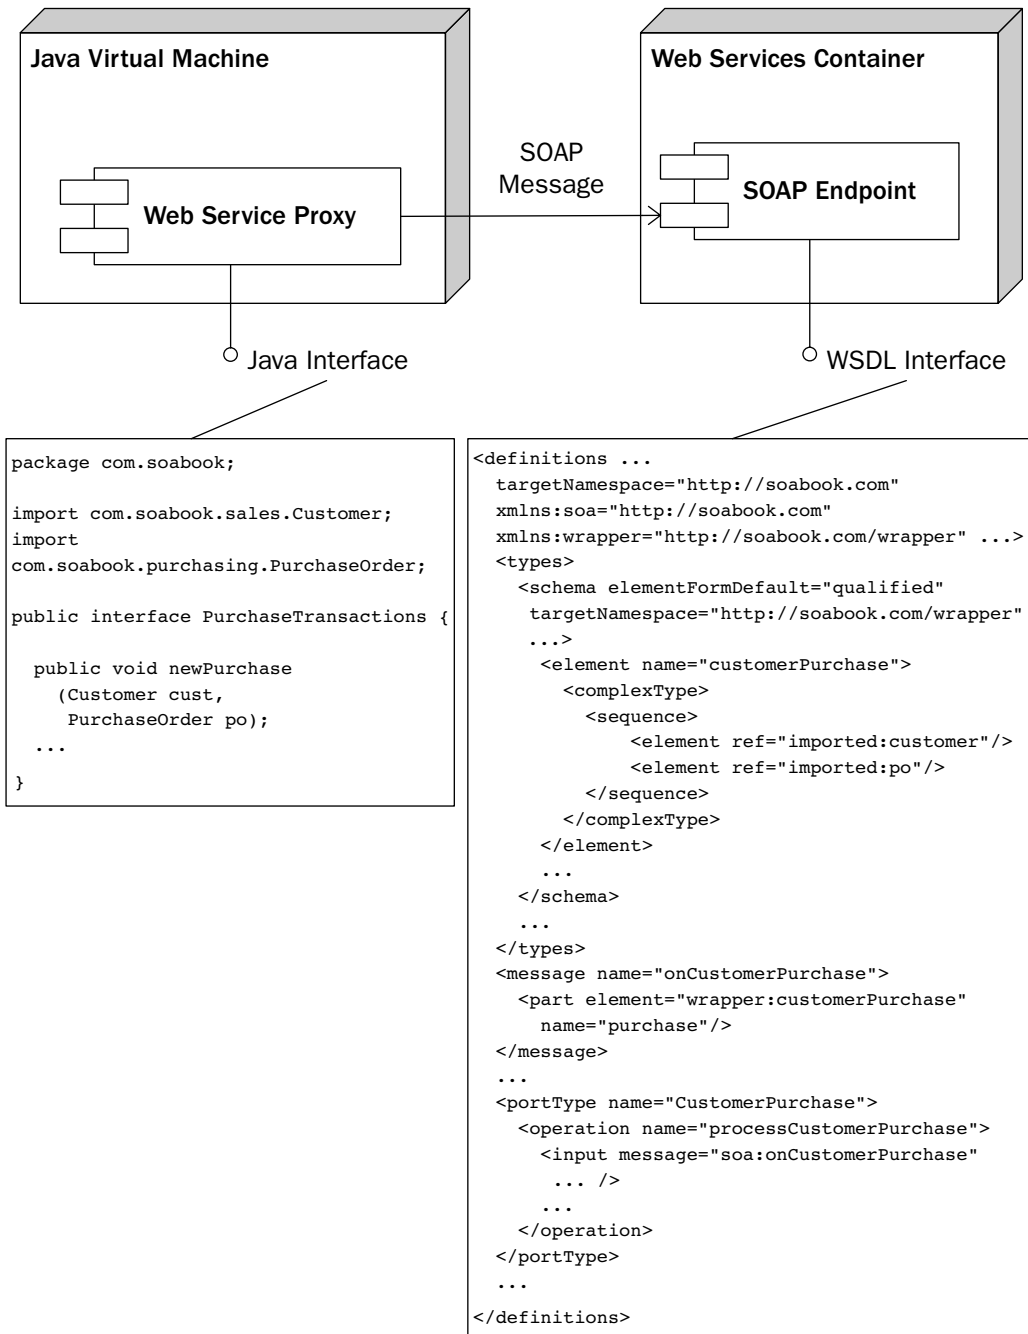 Java Virtual Machine
Web Services Container
SOAP
Message
Web Service Proxy
SOAP Endpoint
Java Interface
WSDL Interface
package com.soabook;
import com.soabook.sales.Customer;
import
com.soabook.purchasing.PurchaseOrder;
public interface PurchaseTransactions {
public void newPurchase
(Customer cust,
PurchaseOrder po);
...
}
<definitions ...
targetNamespace="http://soabook.com"
xmlns:soa="http://soabook.com"
xmlns:wrapper="http://soabook.com/wrapper" ...>
<types>
<schema elementFormDefault="qualified"
targetNamespace="http://soabook.com/wrapper"
...>
<element name="customerPurchase">
<complexType>
<sequence>
<element ref="imported:customer"/>
<element ref="imported:po"/>
</sequence>
</complexType>
</element>
...
</schema>
...
</types>
<message name="onCustomerPurchase">
<part element="wrapper:customerPurchase"
name="purchase"/>
</message>
...
<portType name="CustomerPurchase">
<operation name="processCustomerPurchase">
<input message="soa:onCustomerPurchase"
... />
...
</operation>
</portType>
...
</definitions>